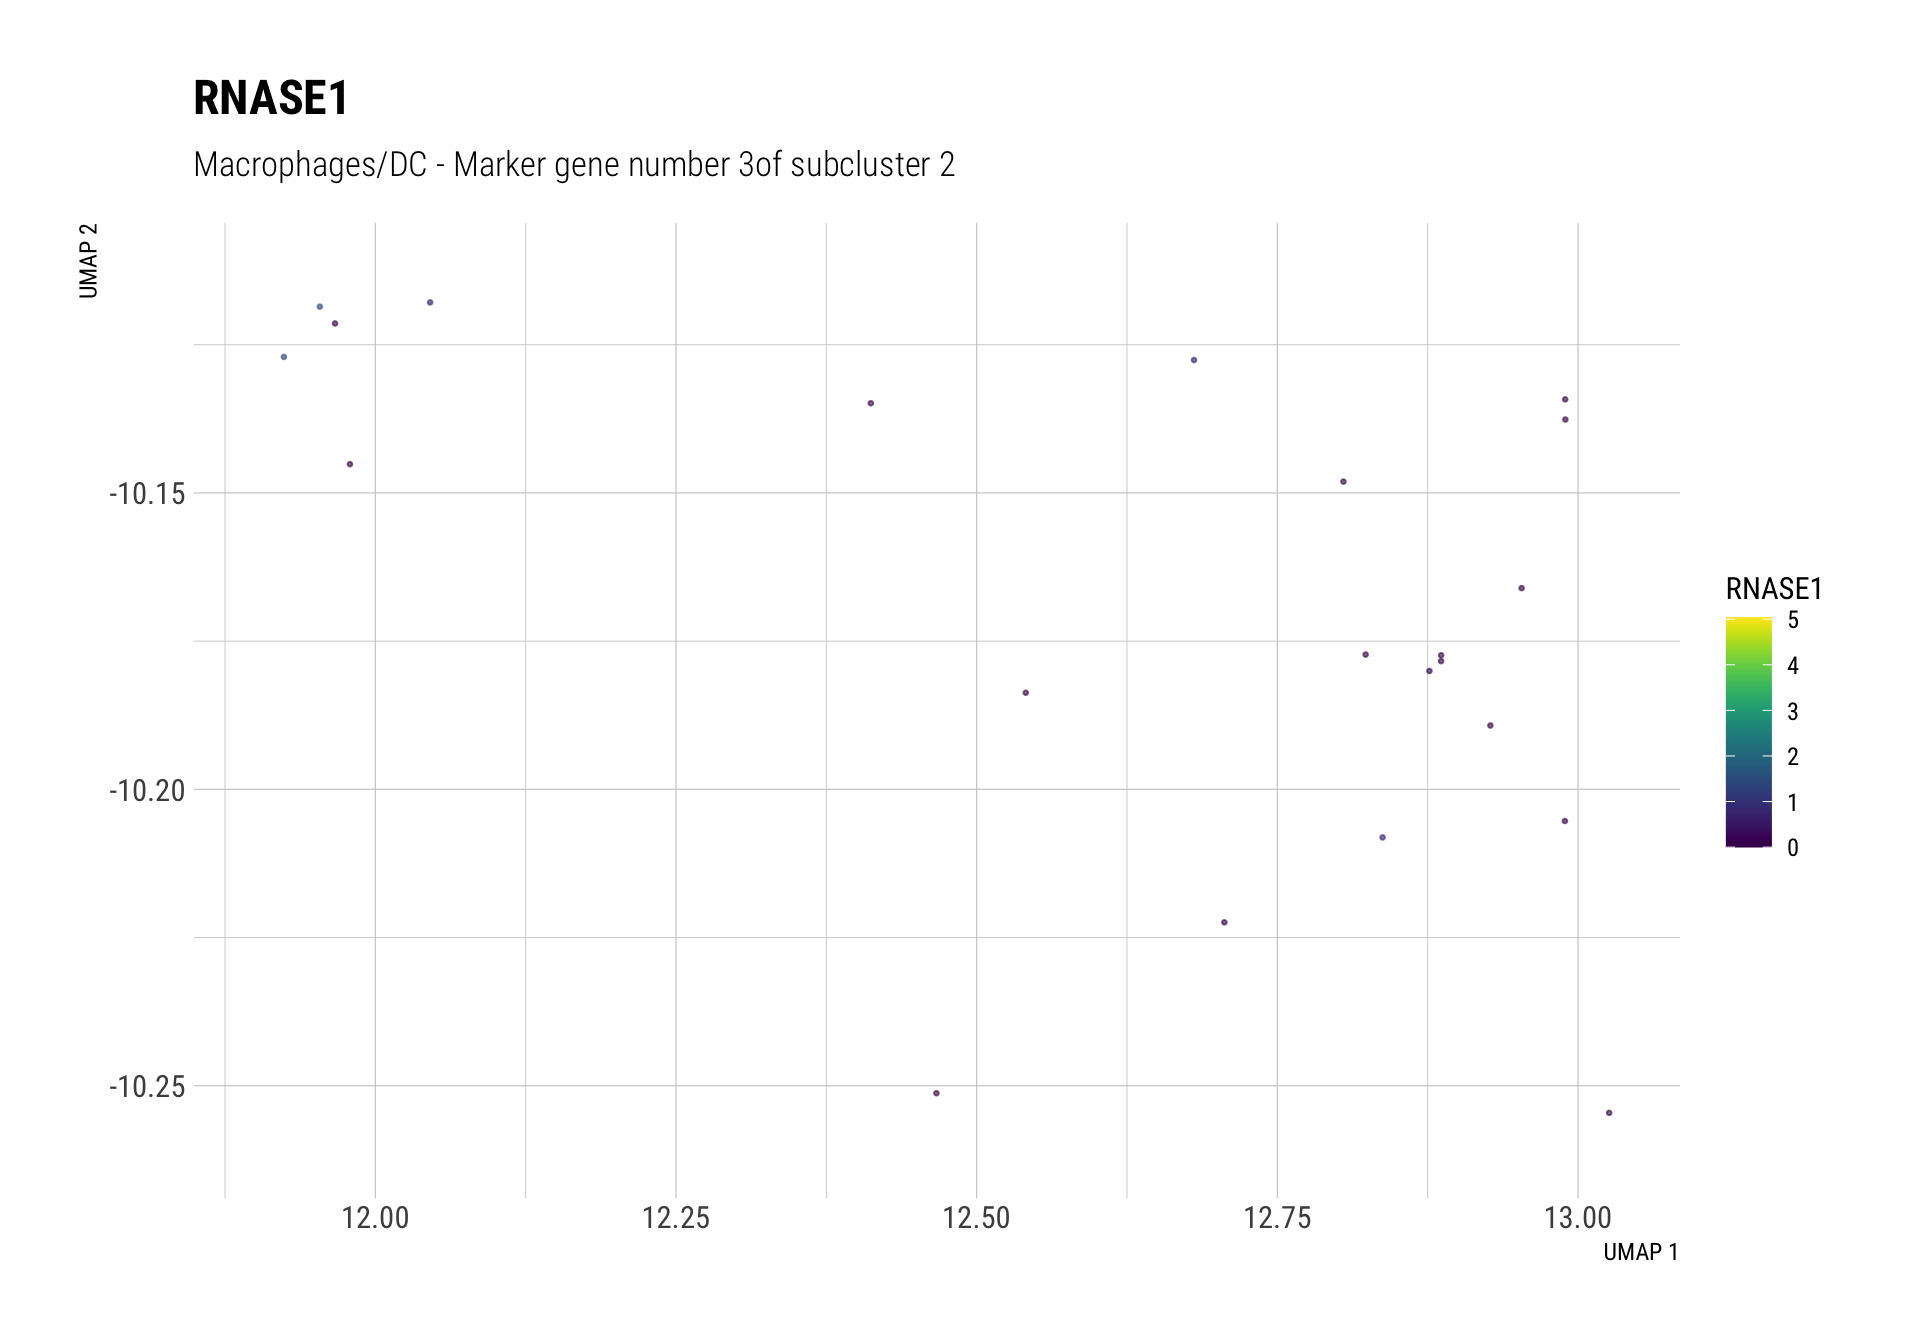 RNASE1
Macrophages/DC - Marker gene number 3of subcluster 2
UMAP 2
-10.15
-10.20
-10.25
12.00
12.25
12.50
12.75
13.00
UMAP 1
RNASE1
5
4
3
2
1
0